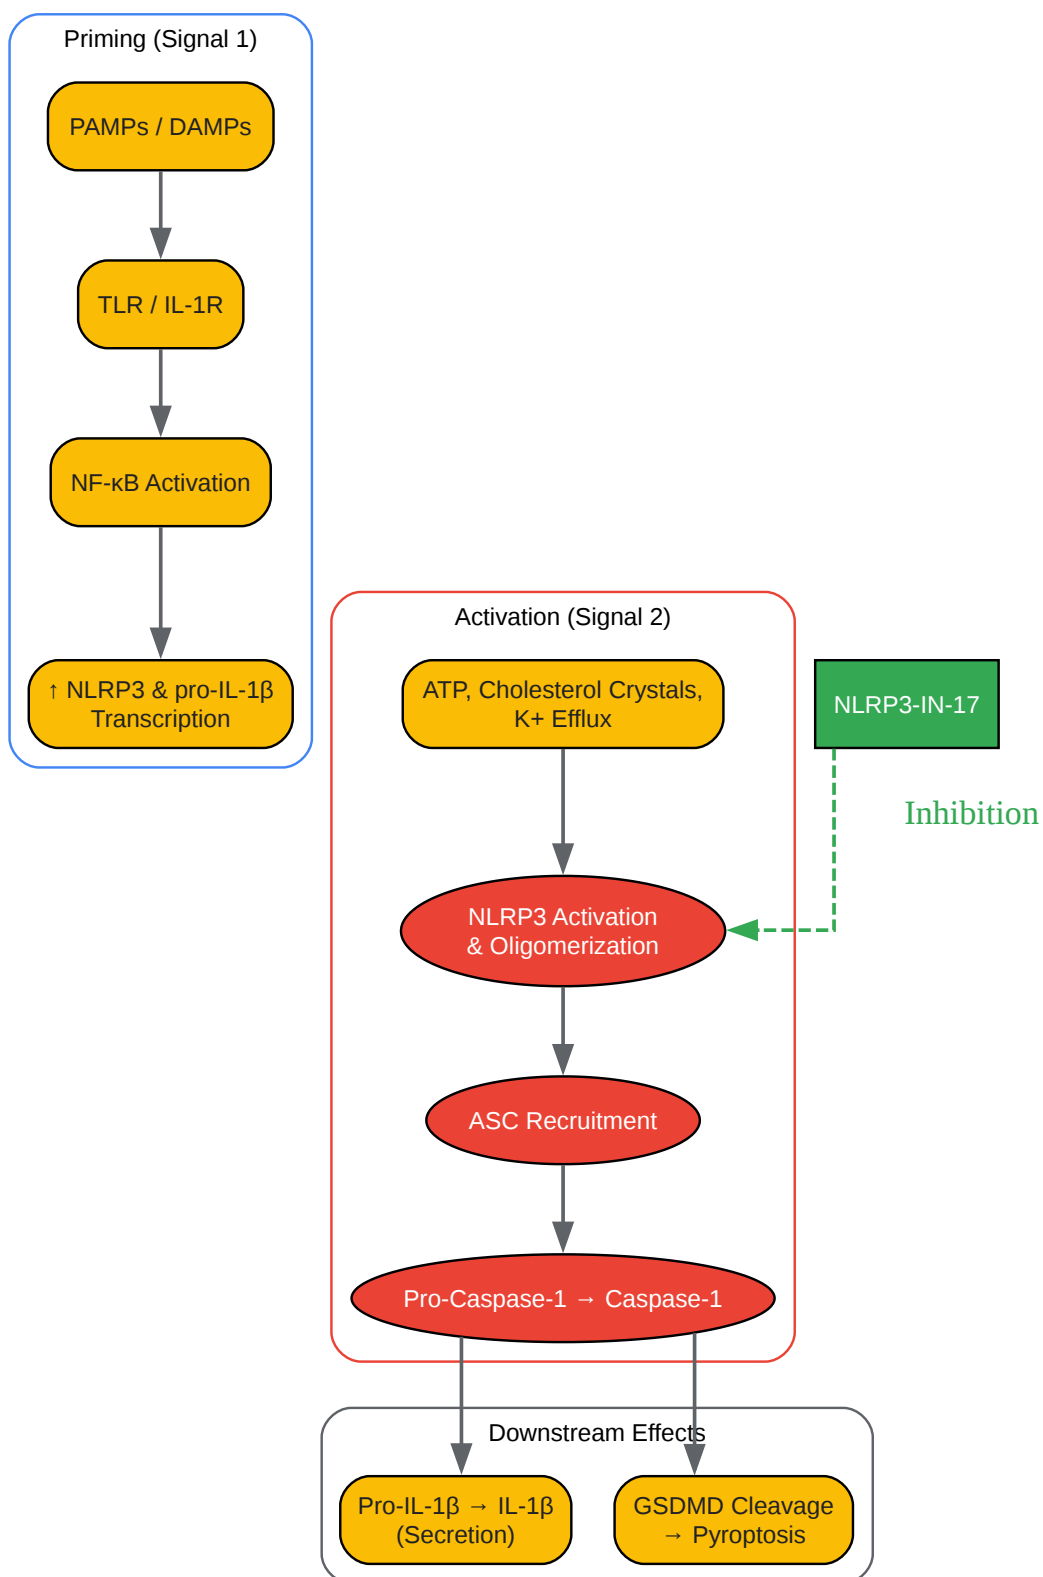 Priming (Signal 1)
PAMPs / DAMPs
TLR / IL-1R
NF-κB Activation
↑ NLRP3 & pro-IL-1β
Transcription
Activation (Signal 2)
ATP, Cholesterol Crystals,
K+ Efflux
NLRP3-IN-17
Inhibition
NLRP3 Activation
& Oligomerization
ASC Recruitment
Pro-Caspase-1 → Caspase-1
Downstream Effects
Pro-IL-1β → IL-1β
(Secretion)
GSDMD Cleavage
→ Pyroptosis